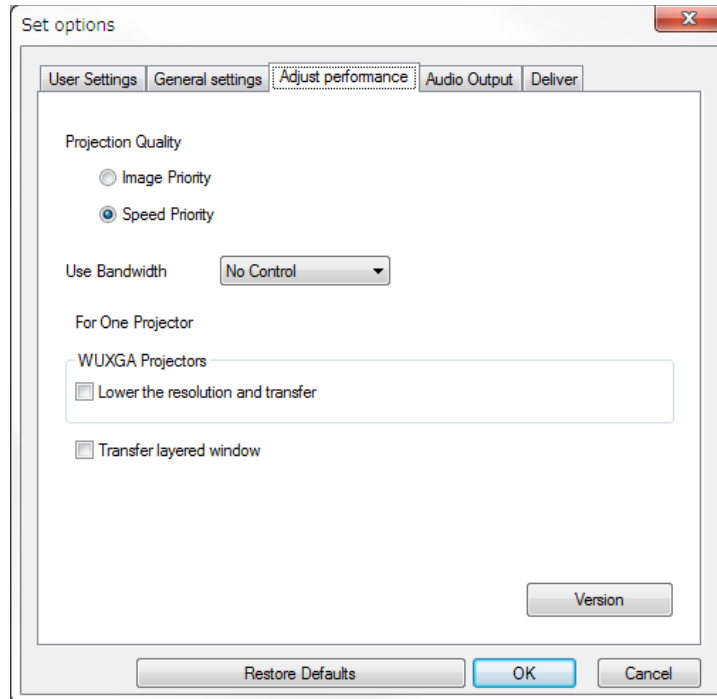 Set options
User Settings General settings Adjust performance Audio Output Deliver
Projection Quality
Image Priority
Speed Priority
Use Bandwidth No Control
For One Projector
WUXGA Projectors
Lower the resolution and transfer
Transfer layered window
Version
Restore Defaults OK Cancel